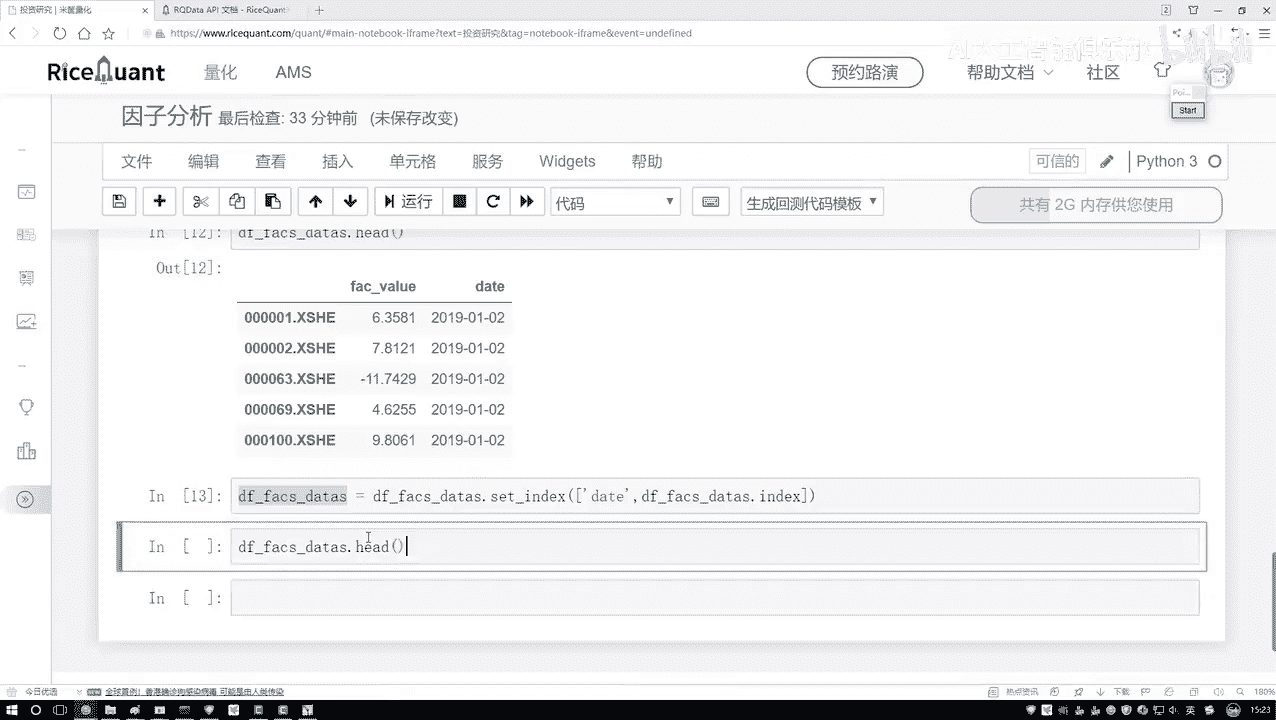 投资研究 | 米筐量化
RQData API 文档 - RiceQuant
https://www.ricequant.com/quant/#main-notebook-iframe?text=投资研究&tag=notebook-iframe&event=undefined
RiceQuant 量化 AMS 预约路演 帮助文档 社区
Start
因子分析 最后检查: 33 分钟前 (未保存改变)
文件 编辑 查看 插入 单元格 服务 Widgets 帮助 可信的 Python 3
运行 代码 生成回测代码模板 共有 2G 内存供您使用
In [12]: df_facs_datas.head()
Out[12]:
fac_value date
000001.XSHE 6.3581 2019-01-02
000002.XSHE 7.8121 2019-01-02
000063.XSHE -11.7429 2019-01-02
000069.XSHE 4.6255 2019-01-02
000100.XSHE 9.8061 2019-01-02
In [13]: df_facs_datas = df_facs_datas.set_index(['date',df_facs_datas.index])
In [ ]: df_facs_datas.head()
In [ ]:
今日优选 热点资讯 下载 180%
英 15:23